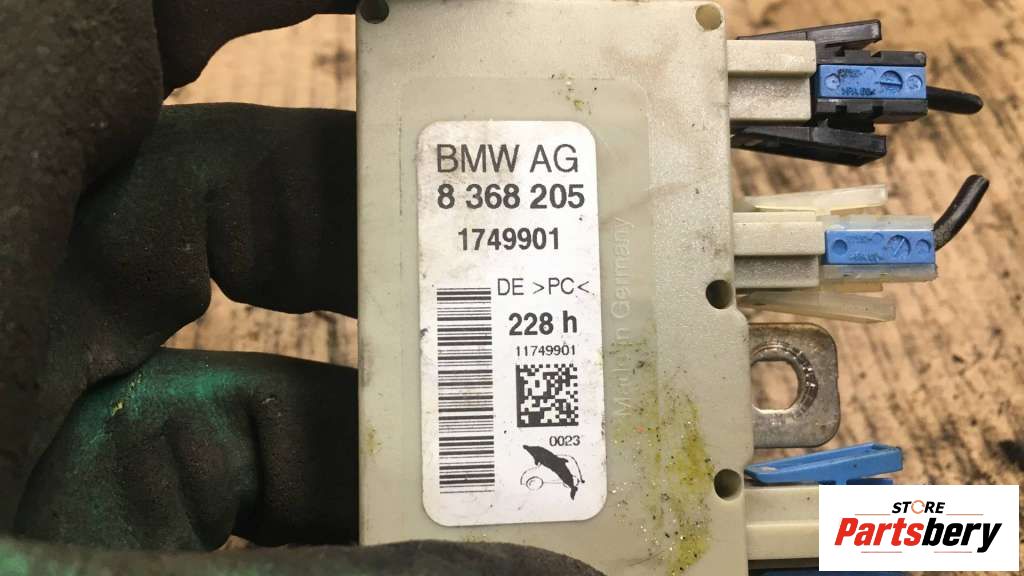 BMW AG
8 368 205
1749901
DE >PC<
228 h
11749901
0023
Made in Germany
STORE
Partsbery